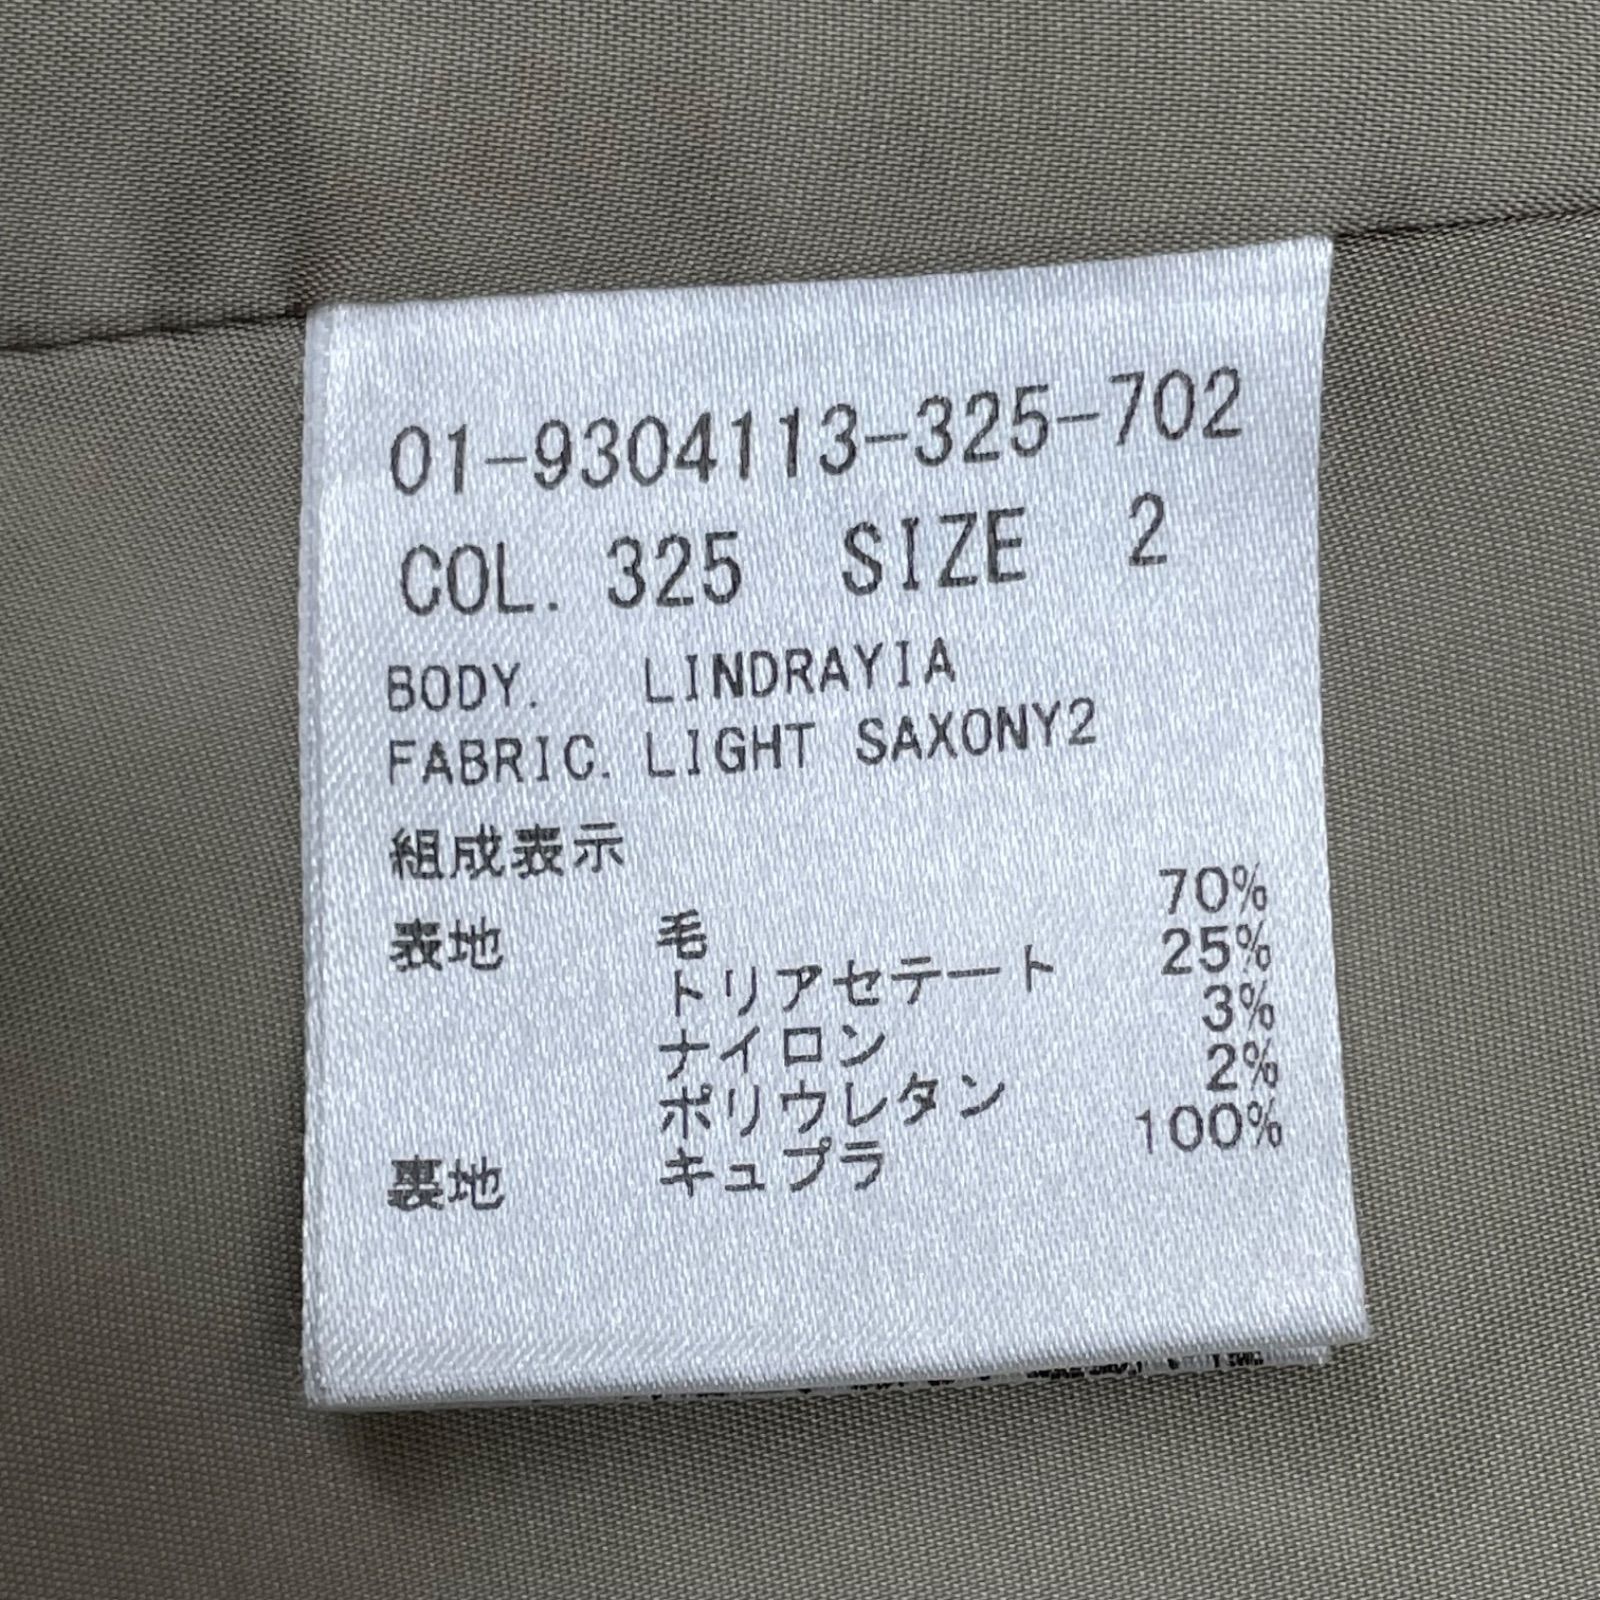 01-9304113-325-702
COL. 325 SIZE 2
BODY. LINDRAYIA
FABRIC. LIGHT SAXONY2
組成表示
表地 毛 70%
トリアセテート 25%
ナイロン 3%
ポリウレタン 2%
裏地 キュプラ 100%